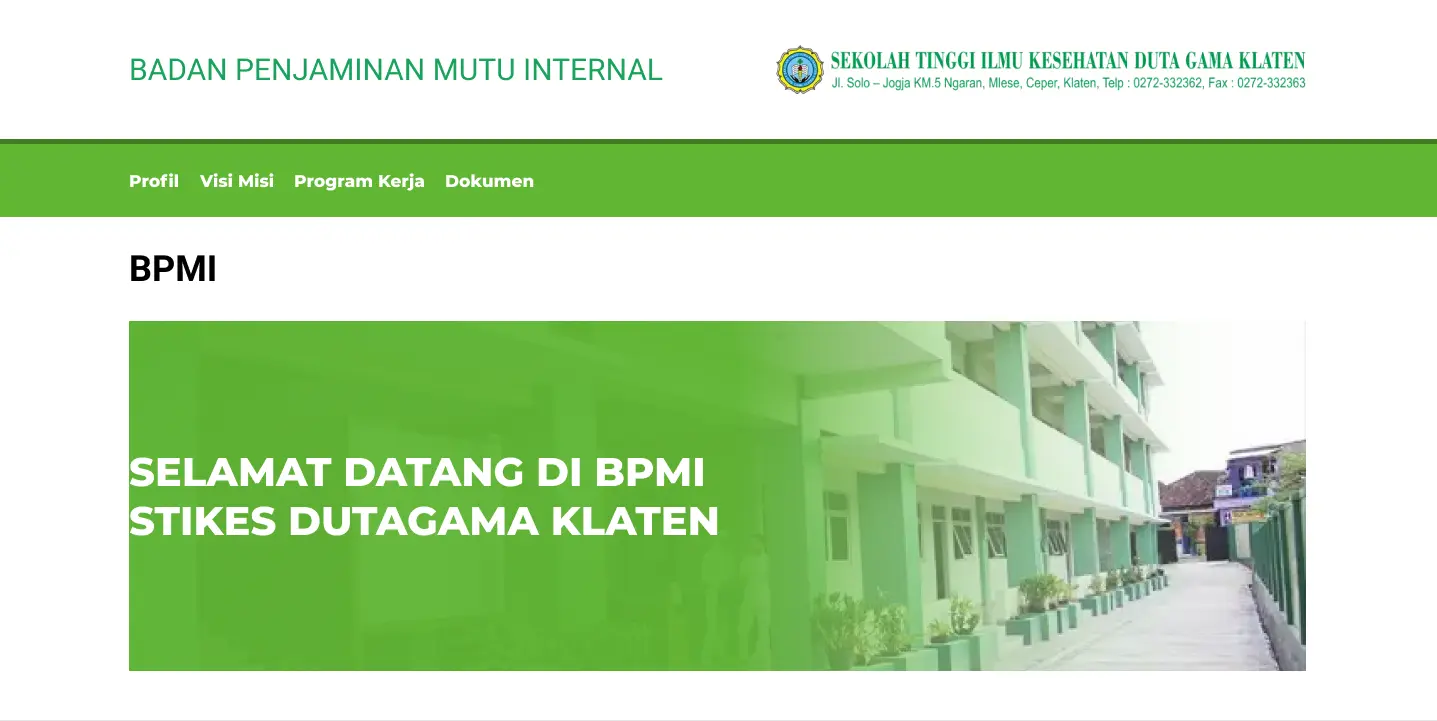 BADAN PENJAMINAN MUTU INTERNAL
SEKOLAH TINGGI ILMU KESEHATAN DUTA GAMA KLATEN
Jl. Solo – Jogja KM.5 Ngaran, Mlese, Ceper, Klaten, Telp : 0272-332362, Fax : 0272-332363
Profil Visi Misi Program Kerja Dokumen
BPMI
SELAMAT DATANG DI BPMI
STIKES DUTAGAMA KLATEN